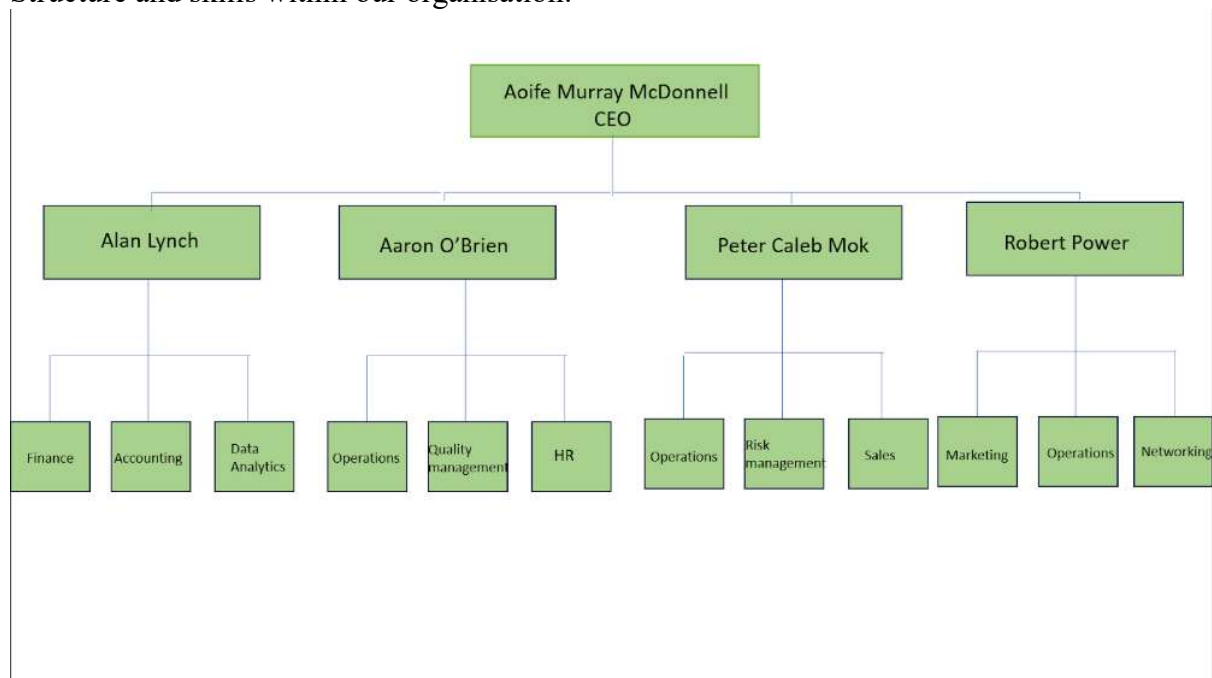 Structure and skills within our organisation.
Aoife Murray McDonnell
CEO
Alan Lynch
Aaron O'Brien
Peter Caleb Mok
Robert Power
Finance
Accounting
Data
Analytics
Operations
Quality
management
HR
Operations
Risk
management
Sales
Marketing
Operations
Networking